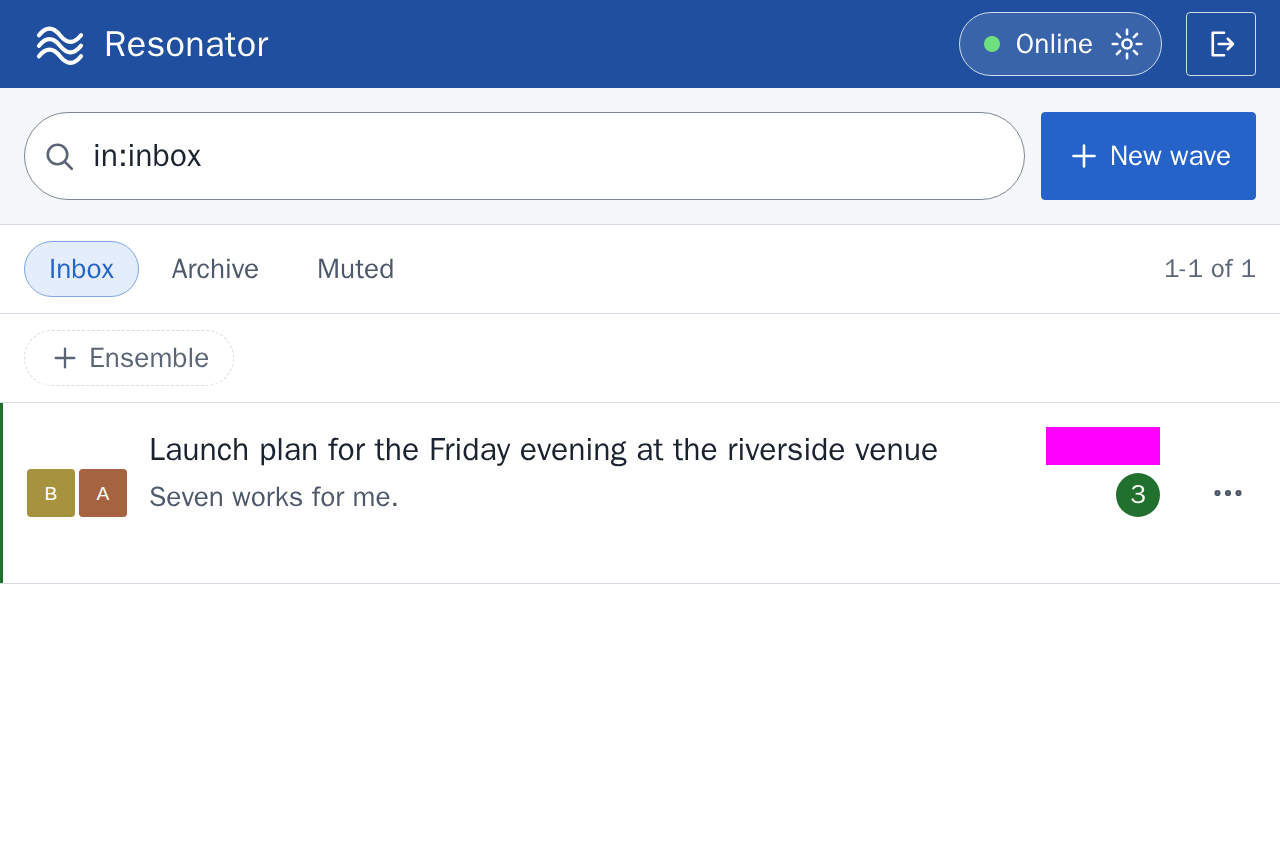 Resonator
Online
in:inbox
New wave
Inbox
Archive
Muted
1-1 of 1
Ensemble
Launch plan for the Friday evening at the riverside venue
B
A
Seven works for me.
3